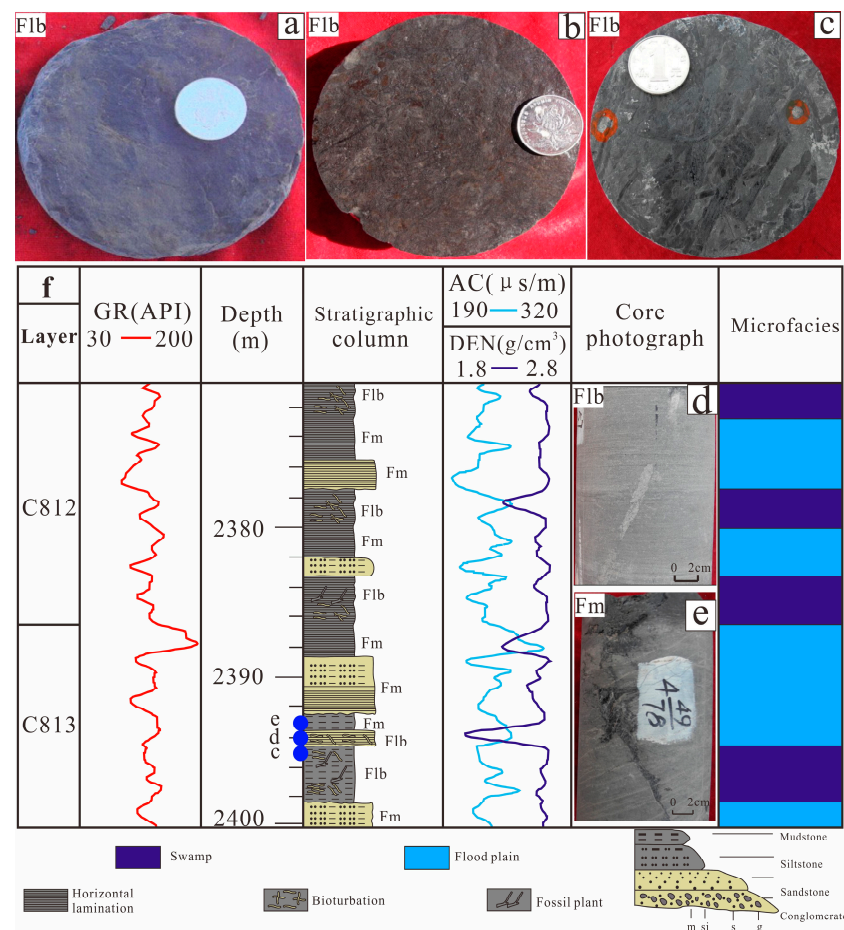 Flb
a
Flb
b
Flb
c
1
f
Layer
GR(API)
30 200
Depth
(m)
Stratigraphic
column
AC(μs/m)
190 320
DEN(g/cm³)
1.8 2.8
Core
photograph
Microfacies
C812
C813
2380
2390
2400
e
d
c
Flb
Fm
Fm
Flb
Fm
Flb
Fm
Fm
Fm
Flb
Flb
Fm
Flb
d
0 2cm
Fm
e
4 49/78
0 2cm
Swamp
Flood plain
Horizontal
lamination
Bioturbation
Fossil plant
Mudstone
Siltstone
Sandstone
Conglomerate
m si s g